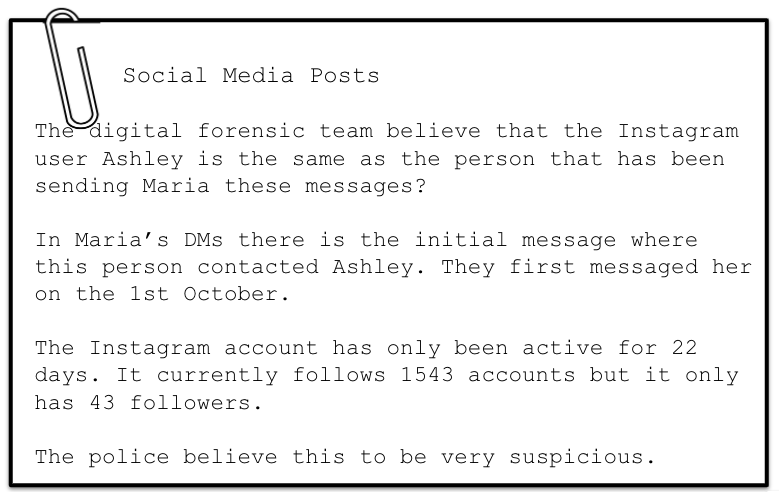 Social Media Posts
The digital forensic team believe that the Instagram
user Ashley is the same as the person that has been
sending Maria these messages?
In Maria’s DMs there is the initial message where
this person contacted Ashley. They first messaged her
on the 1st October.
The Instagram account has only been active for 22
days. It currently follows 1543 accounts but it only
has 43 followers.
The police believe this to be very suspicious.